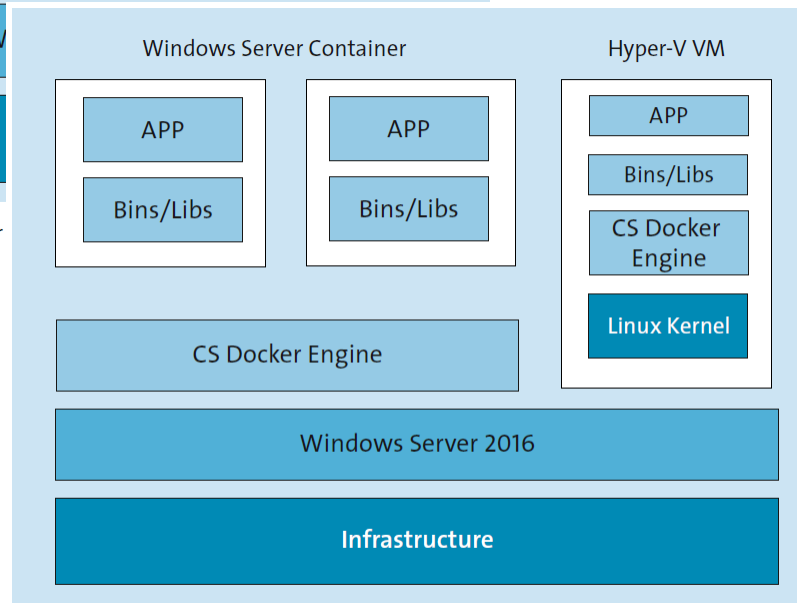 Windows Server Container
Hyper-V VM
APP
Bins/Libs
APP
Bins/Libs
APP
Bins/Libs
CS Docker
Engine
Linux Kernel
CS Docker Engine
Windows Server 2016
Infrastructure